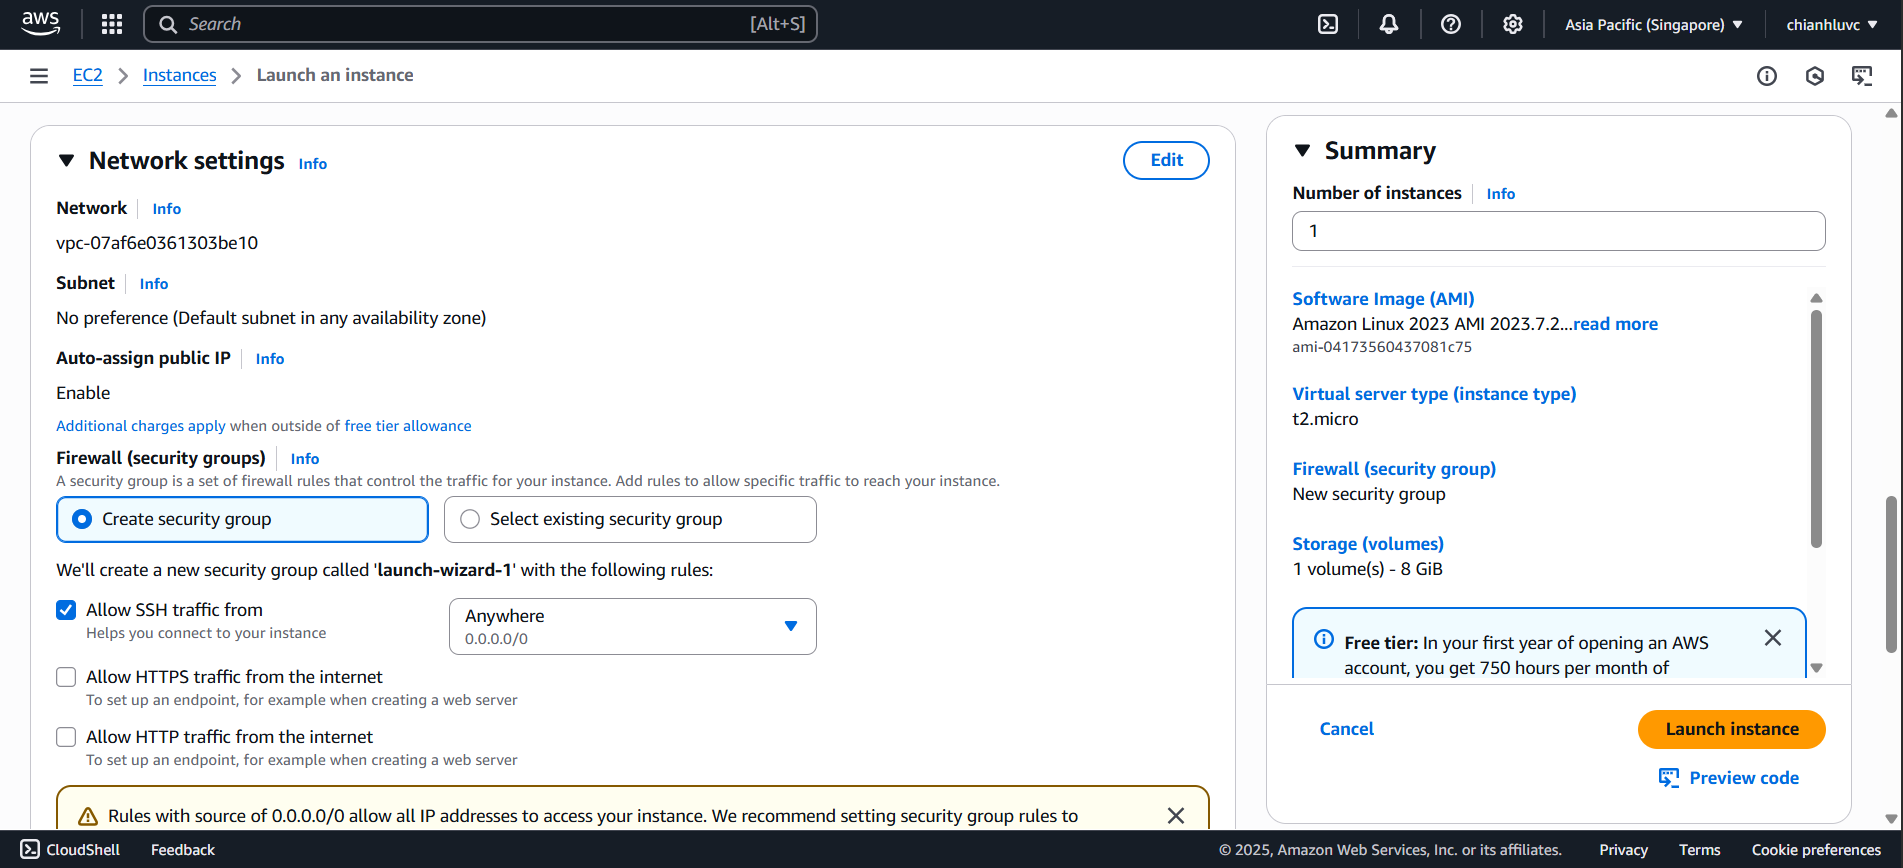 aws
Search [Alt+S]
Asia Pacific (Singapore)
chianhluvc
EC2
Instances
Launch an instance
Network settings
Info
Edit
Network
Info
vpc-07af6e0361303be10
Subnet
Info
No preference (Default subnet in any availability zone)
Auto-assign public IP
Info
Enable
Additional charges apply when outside of free tier allowance
Firewall (security groups)
Info
A security group is a set of firewall rules that control the traffic for your instance. Add rules to allow specific traffic to reach your instance.
Create security group
Select existing security group
We'll create a new security group called 'launch-wizard-1' with the following rules:
Allow SSH traffic from
Helps you connect to your instance
Anywhere
0.0.0.0/0
Allow HTTPS traffic from the internet
To set up an endpoint, for example when creating a web server
Allow HTTP traffic from the internet
To set up an endpoint, for example when creating a web server
Rules with source of 0.0.0.0/0 allow all IP addresses to access your instance. We recommend setting security group rules to
Summary
Number of instances
Info
1
Software Image (AMI)
Amazon Linux 2023 AMI 2023.7.2...read more
ami-04173560437081c75
Virtual server type (instance type)
t2.micro
Firewall (security group)
New security group
Storage (volumes)
1 volume(s) - 8 GiB
Free tier: In your first year of opening an AWS
account, you get 750 hours per month of
Cancel
Launch instance
Preview code
CloudShell
Feedback
© 2025, Amazon Web Services, Inc. or its affiliates.
Privacy
Terms
Cookie preferences